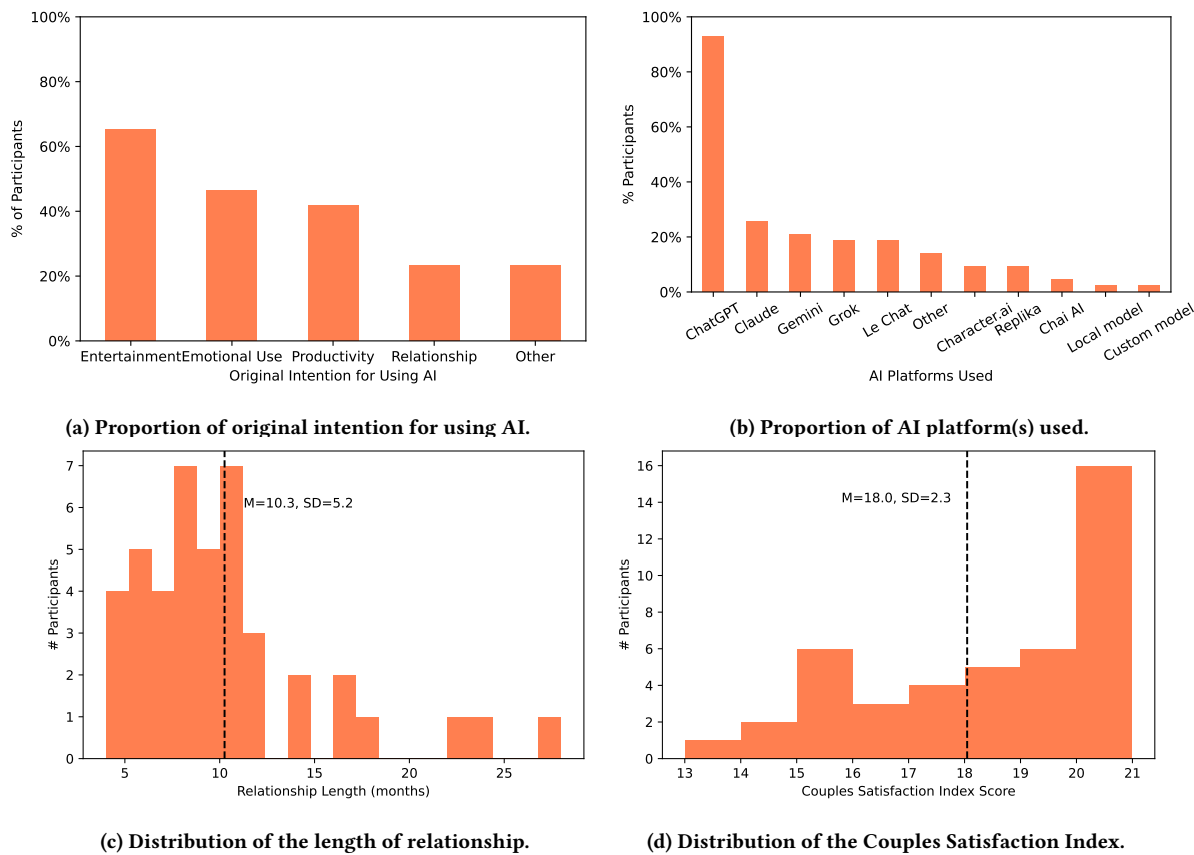 100%
80%
60%
40%
20%
0%
% of Participants
Entertainment Emotional Use Productivity Relationship Other
Original Intention for Using AI
(a) Proportion of original intention for using AI.
100%
80%
60%
40%
20%
0%
% Participants
ChatGPT Claude Gemini Grok Le Chat Other Character.ai Replika Chai AI Local model Custom model
AI Platforms Used
(b) Proportion of AI platform(s) used.
7
6
5
4
3
2
1
0
# Participants
M=10.3, SD=5.2
5 10 15 20 25
Relationship Length (months)
(c) Distribution of the length of relationship.
16
14
12
10
8
6
4
2
0
# Participants
M=18.0, SD=2.3
13 14 15 16 17 18 19 20 21
Couples Satisfaction Index Score
(d) Distribution of the Couples Satisfaction Index.